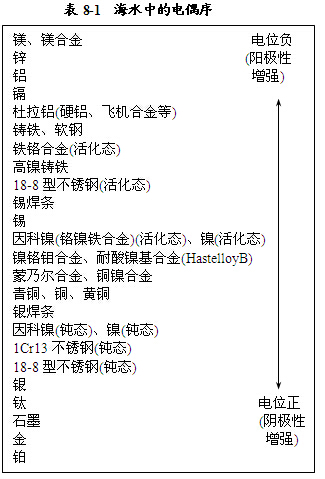 表 8-1 海水中的电偶序
镁、镁合金 电位负
锌 (阳极性
铝 增强)
镉
杜拉铝(硬铝、飞机合金等)
铸铁、软钢
铁铬合金(活化态)
高镍铸铁
18-8 型不锈钢(活化态)
锡焊条
锡
因科镍(铬镍铁合金)(活化态)、镍(活化态)
镍铬钼合金、耐酸镍基合金(HastelloyB)
蒙乃尔合金、铜镍合金
青铜、铜、黄铜
银焊条
因科镍(钝态)、镍(钝态)
1Cr13 不锈钢(钝态)
18-8 型不锈钢(钝态)
银
钛 电位正
石墨 (阴极性
金 增强)
铂